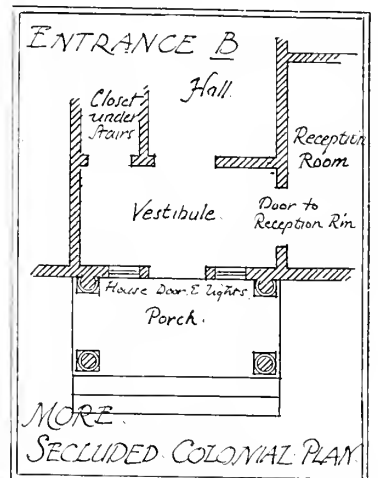 ENTRANCE B
Hall.
Closet
under
Stairs
Reception
Room
Vestibule.
Door to
Reception R'm
House Door & Lights.
Porch.
MORE
SECLUDED COLONIAL PLAN